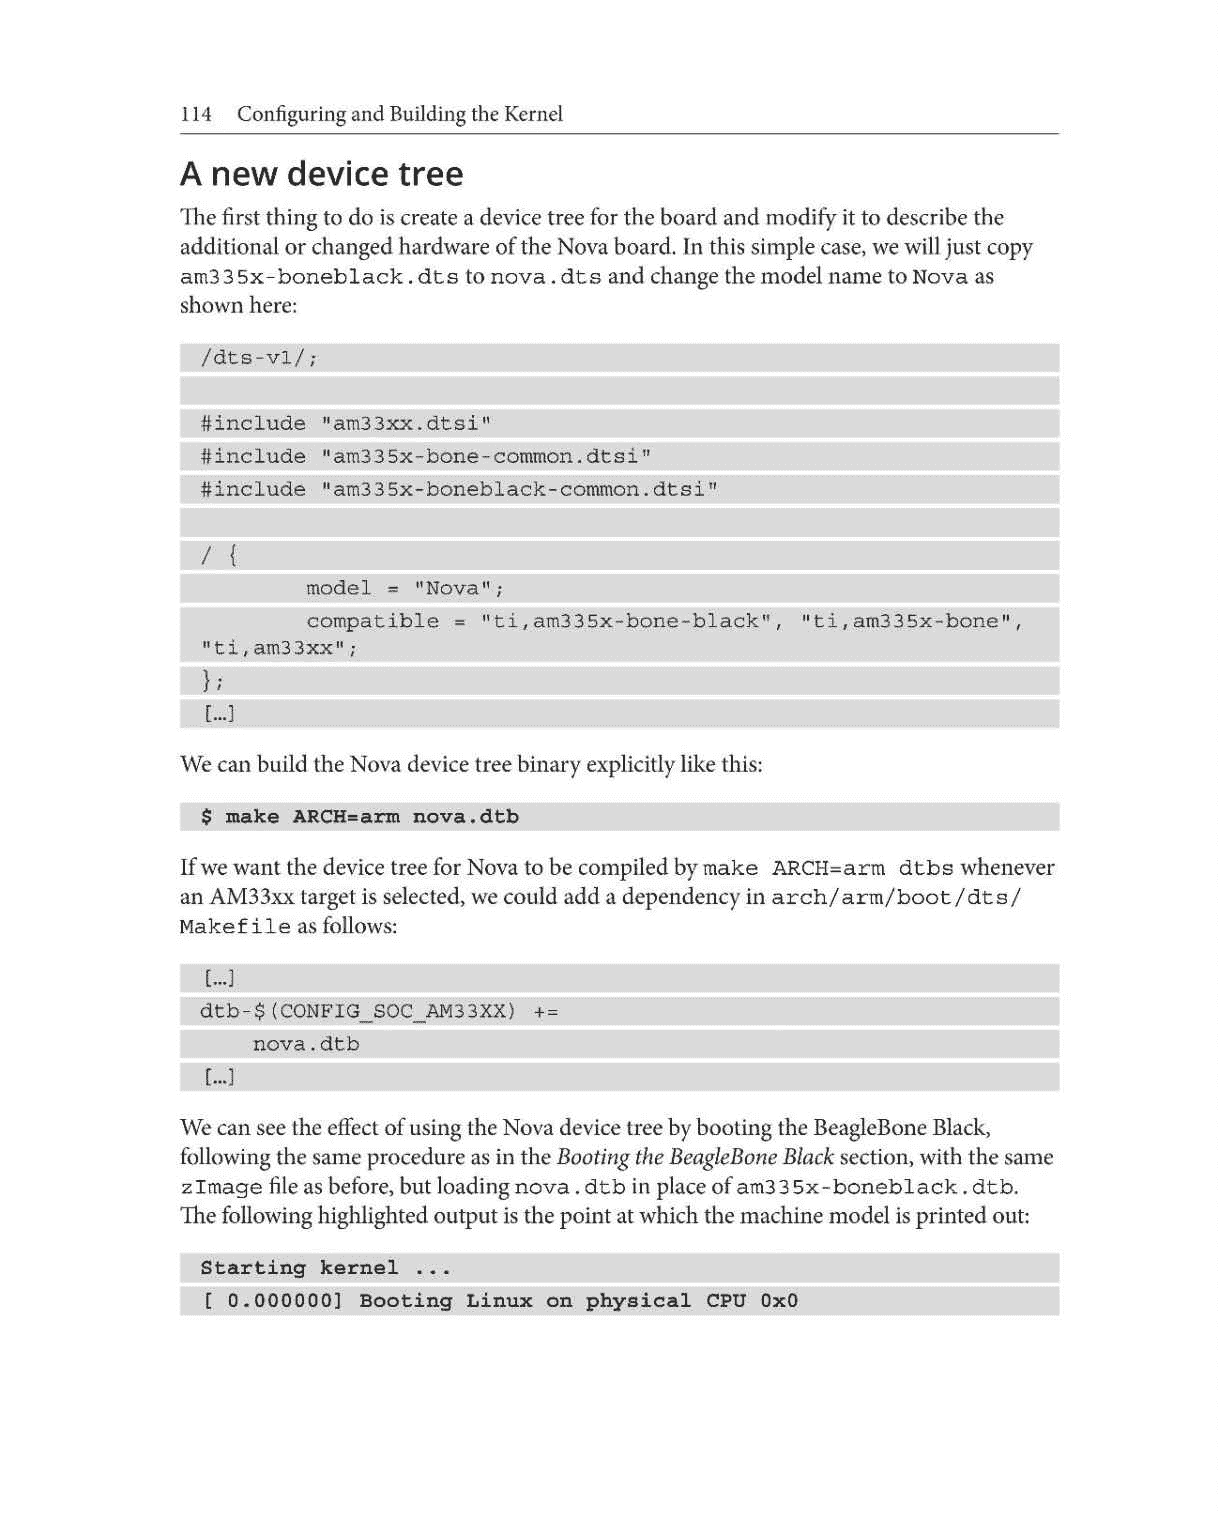 114 Configuring and Building the Kernel
A new device tree
The first thing to do is create a device tree for the board and modify it to describe the
additional or changed hardware of the Nova board. In this simple case, we will just copy
am335x-boneblack.dts to nova.dts and change the model name to Nova as
shown here:
/dts-v1/;
#include "am33xx.dtsi"
#include "am335x-bone-common.dtsi"
#include "am335x-boneblack-common.dtsi"
/ {
model = "Nova";
compatible = "ti,am335x-bone-black", "ti,am335x-bone",
"ti,am33xx";
};
[…]
We can build the Nova device tree binary explicitly like this:
$ make ARCH=arm nova.dtb
If we want the device tree for Nova to be compiled by make ARCH=arm dtbs whenever
an AM33xx target is selected, we could add a dependency in arch/arm/boot/dts/
Makefile as follows:
[…]
dtb-$(CONFIG_SOC_AM33XX) +=
nova.dtb
[…]
We can see the effect of using the Nova device tree by booting the BeagleBone Black,
following the same procedure as in the Booting the BeagleBone Black section, with the same
zImage file as before, but loading nova.dtb in place of am335x-boneblack.dtb.
The following highlighted output is the point at which the machine model is printed out:
Starting kernel ...
[ 0.000000] Booting Linux on physical CPU 0x0